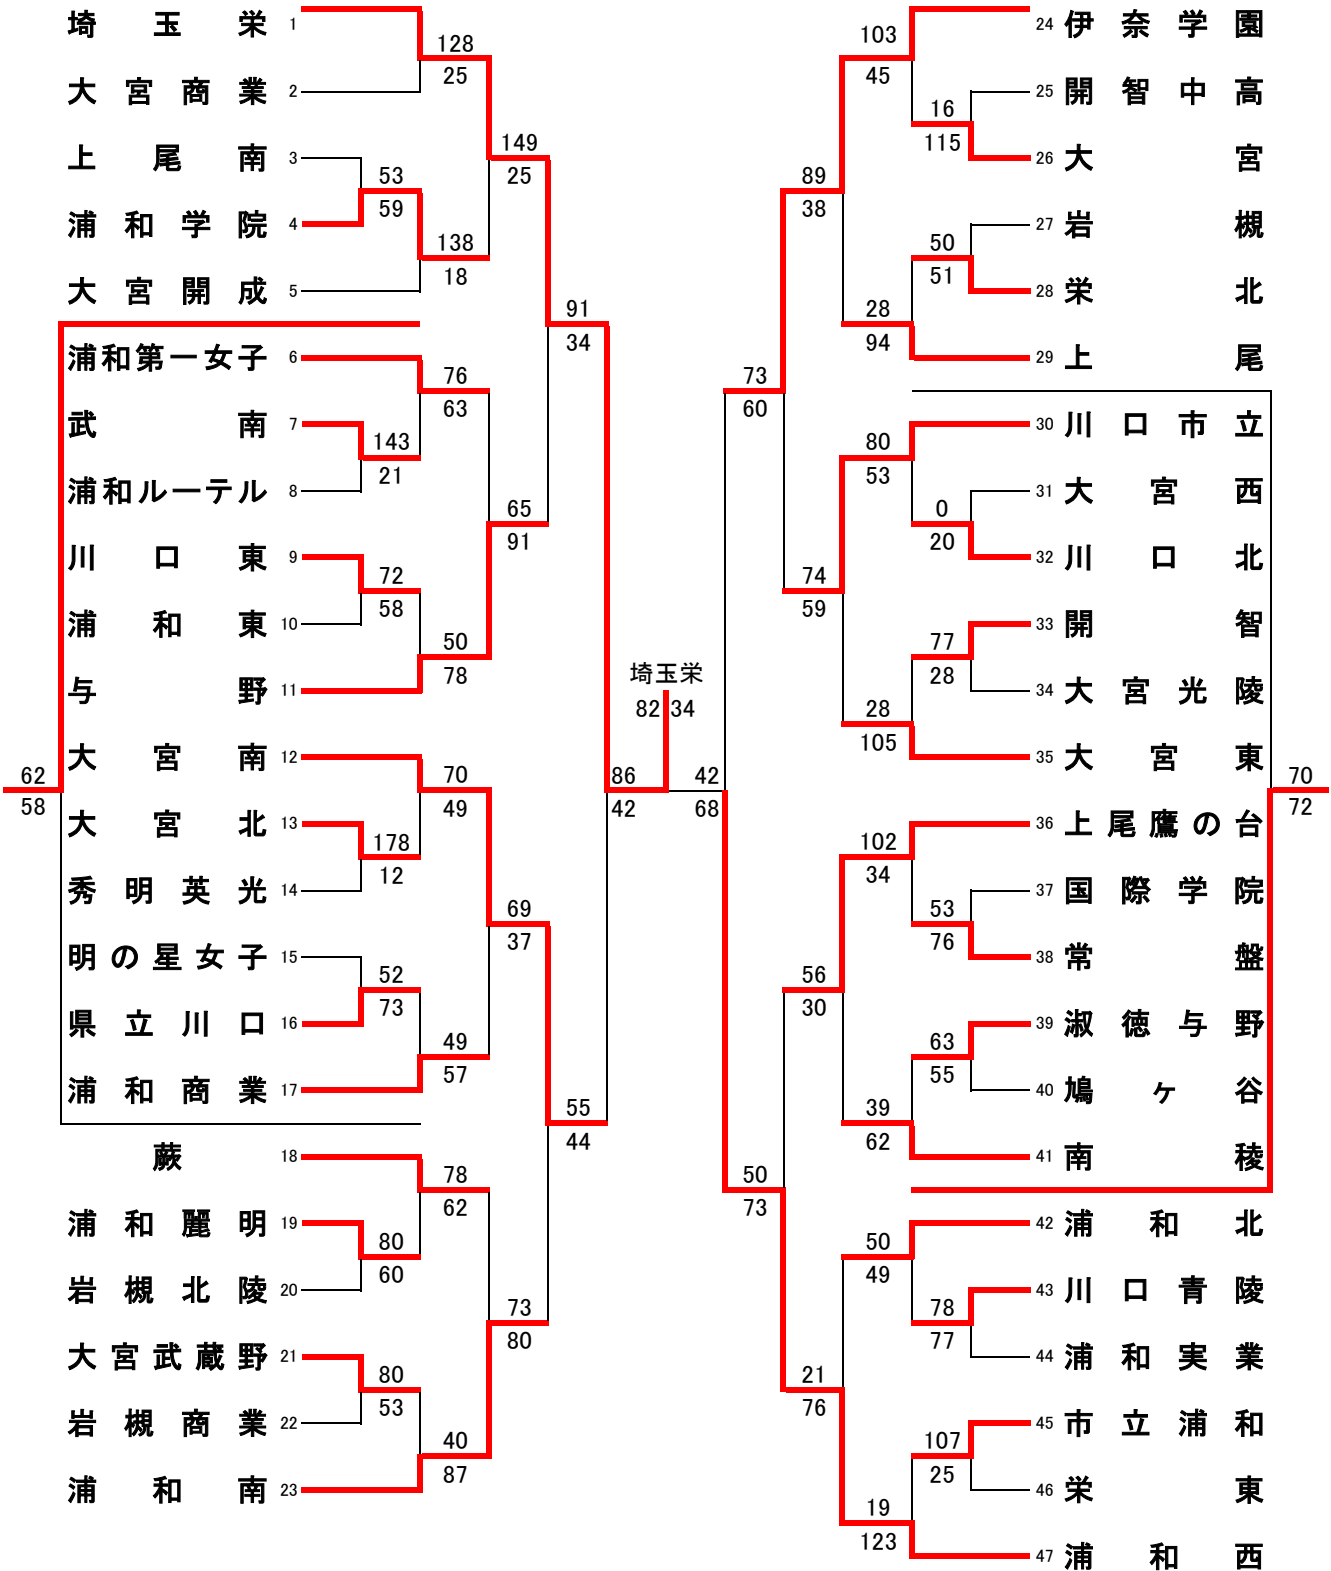 埼玉栄 1
大宮商業 2
上尾南 3
浦和学院 4
大宮開成 5
浦和第一女子 6
武南 7
浦和ルーテル 8
川口東 9
浦和東 10
与野 11
大宮南 12
大宮北 13
秀明英光 14
明の星女子 15
県立川口 16
浦和商業 17
蕨 18
浦和麗明 19
岩槻北陵 20
大宮武蔵野 21
岩槻商業 22
浦和南 23
62
58
53
59
143
21
72
58
178
12
52
73
80
60
80
53
128
25
138
18
76
63
50
78
70
49
49
57
78
62
40
87
149
25
65
91
69
37
73
80
91
34
55
44
86
42
埼玉栄
82 34
42
68
73
60
50
73
89
38
74
59
56
30
21
76
103
45
28
94
80
53
28
105
102
34
39
62
50
49
19
123
16
115
50
51
0
20
77
28
53
76
63
55
78
77
107
25
24 伊奈学園
25 開智中高
26 大宮
27 岩槻
28 栄北
29 上尾
30 川口市立
31 大宮西
32 川口北
33 開智
34 大宮光陵
35 大宮東
36 上尾鷹の台
37 国際学院
38 常盤
39 淑徳与野
40 鳩ヶ谷
41 南稜
42 浦和北
43 川口青陵
44 浦和実業
45 市立浦和
46 栄東
47 浦和西
70
72